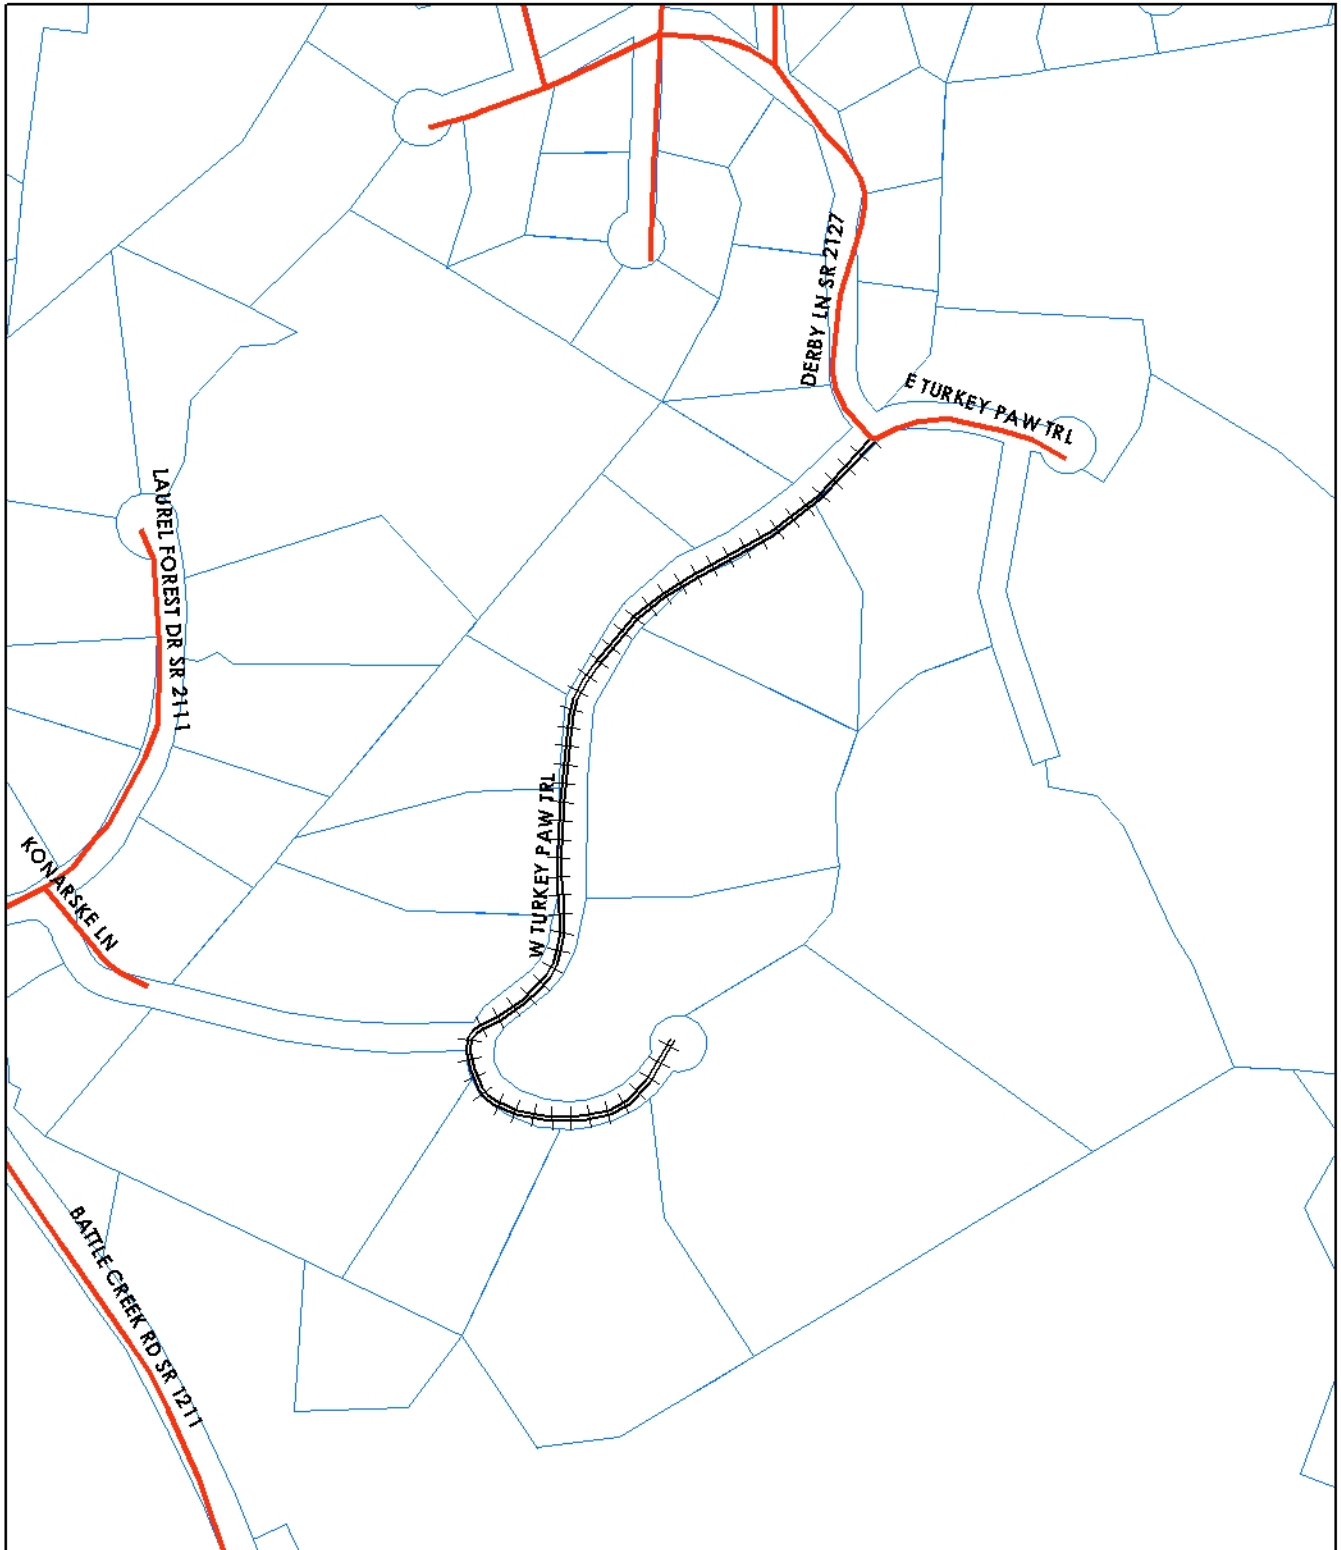 DERBY LN SR 2127
E TURKEY PAW TRL
LAUREL FOREST DR SR 2111
W TURKEY PAW TRL
KONARSKE LN
BATTLE CREEK RD SR 1211